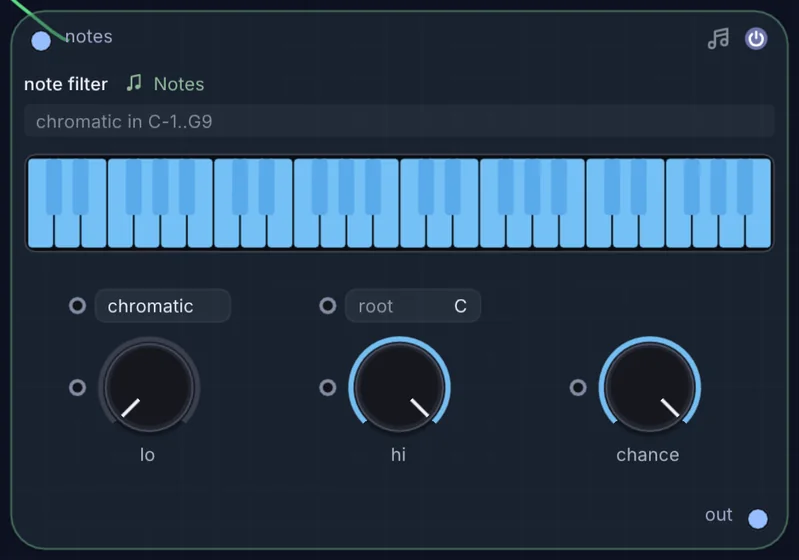 notes
note filter Notes
chromatic in C-1..G9
chromatic root C
lo hi chance
out